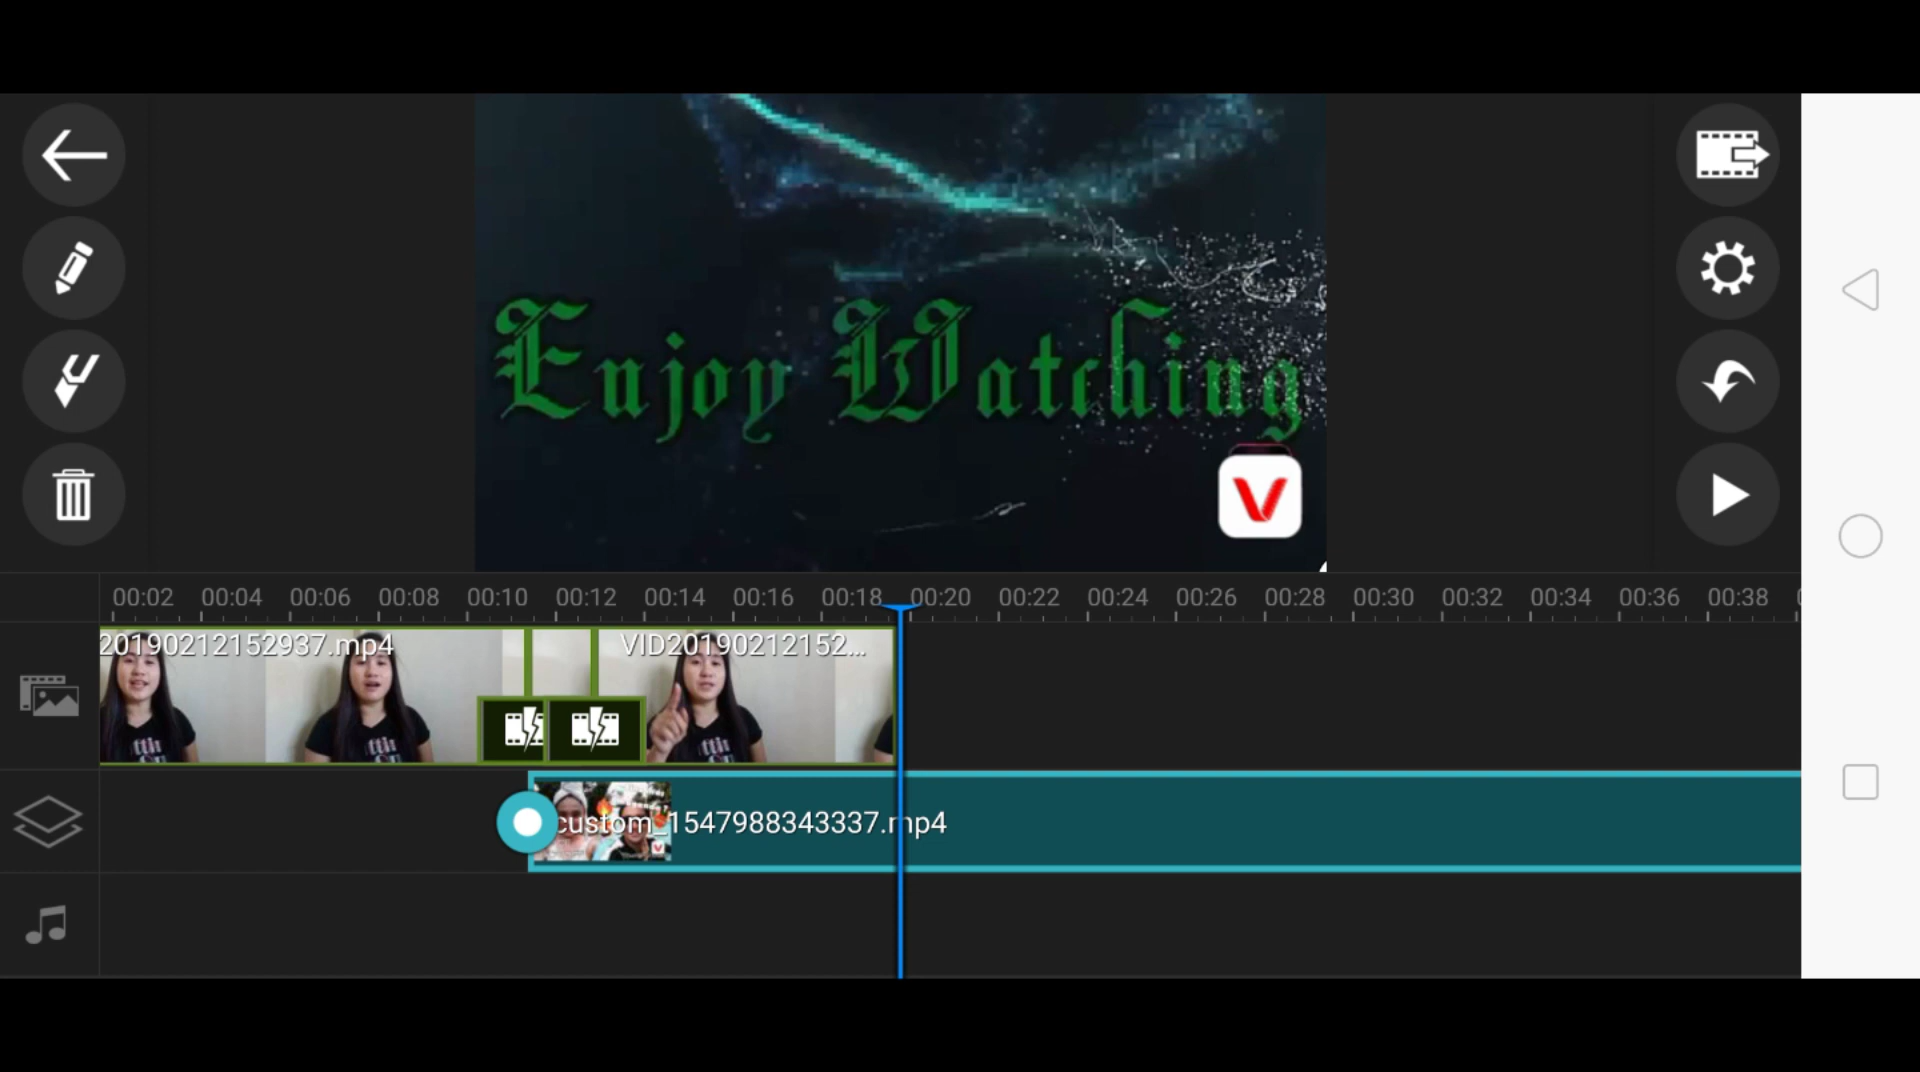 Enjoy Watching
V
00:02 00:04 00:06 00:08 00:10 00:12 00:14 00:16 00:18 00:20 00:22 00:24 00:26 00:28 00:30 00:32 00:34 00:36 00:38
20190212152937.mp4
VID20190212152...
custom_1547988343337.mp4